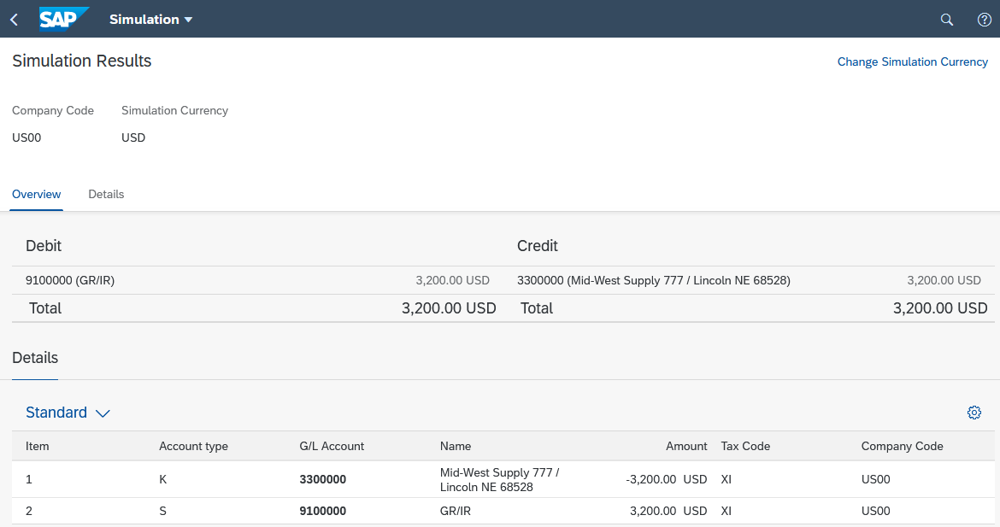 SAP Simulation
Simulation Results
Change Simulation Currency
Company Code Simulation Currency
US00 USD
Overview Details
Debit Credit
9100000 (GR/IR) 3,200.00 USD 3300000 (Mid-West Supply 777 / Lincoln NE 68528) 3,200.00 USD
Total 3,200.00 USD Total 3,200.00 USD
Details
Standard
Item Account type G/L Account Name Amount Tax Code Company Code
1 K 3300000 Mid-West Supply 777 / -3,200.00 USD XI US00
Lincoln NE 68528
2 S 9100000 GR/IR 3,200.00 USD XI US00